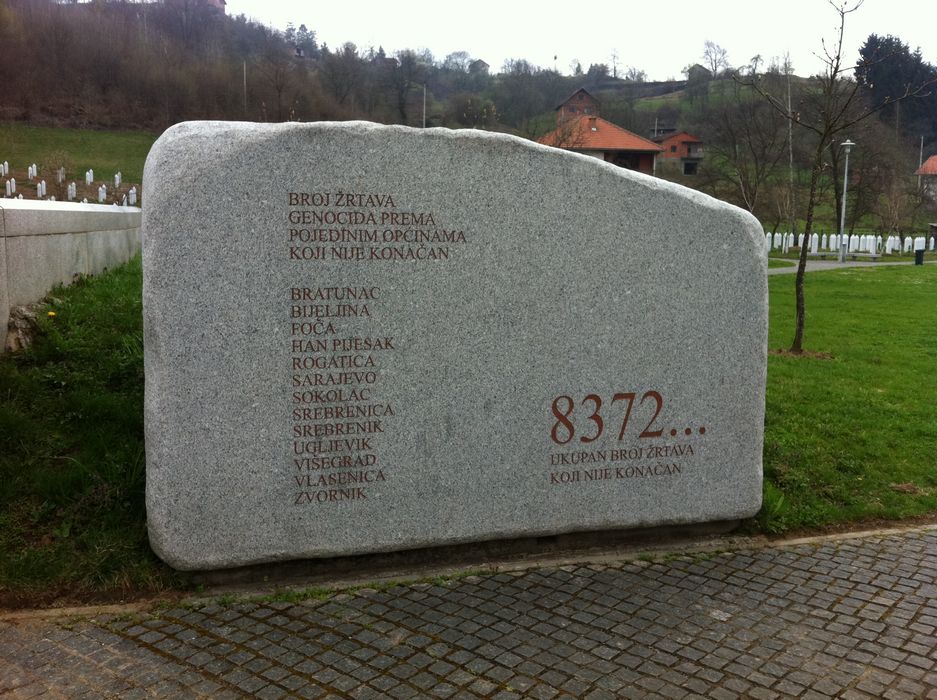 BROJ ŽRTAVA
GENOCIDA PREMA
POJEDINIM OPĆINAMA
KOJI NIJE KONAČAN
BRATUNAC
BIJELJINA
FOČA
HAN PIJESAK
ROGATICA
SARAJEVO
SOKOLAC
SREBRENICA
SREBRENIK
UGLJEVIK
VIŠEGRAD
VLASENICA
ZVORNIK
8372...
UKUPAN BROJ ŽRTAVA
KOJI NIJE KONAČAN